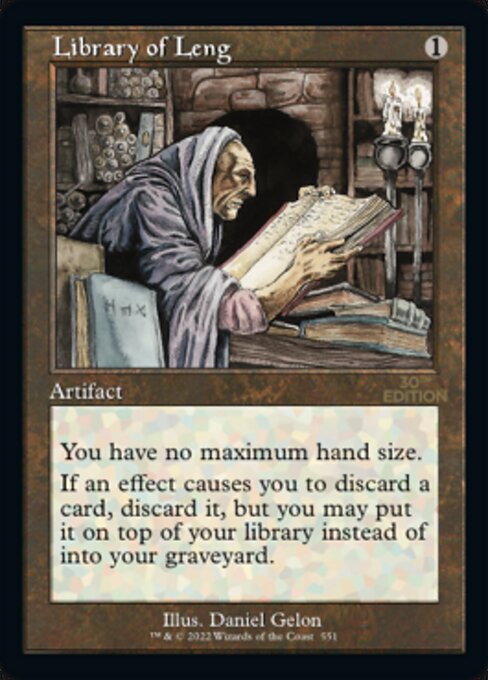 Library of Leng 1
Artifact
30TH EDITION
You have no maximum hand size.
If an effect causes you to discard a
card, discard it, but you may put
it on top of your library instead of
into your graveyard.
Illus. Daniel Gelon
™ & © 2022 Wizards of the Coast 551